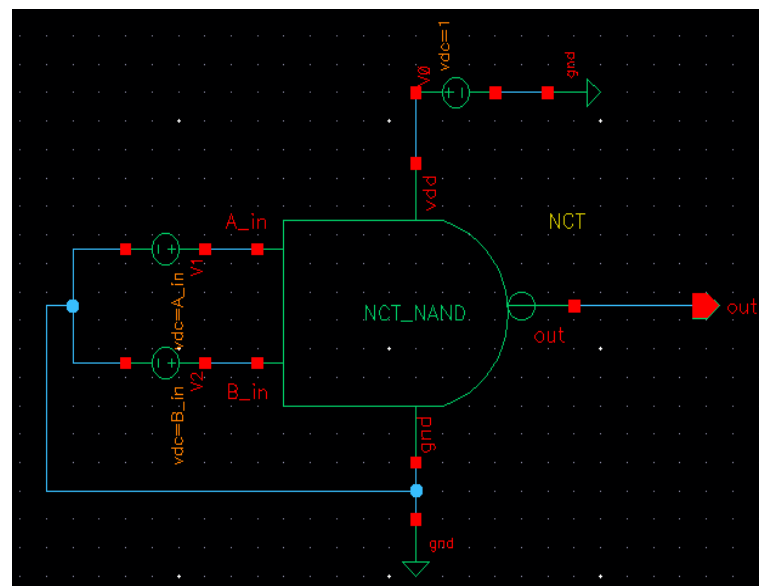 vdc=1
V0
gnd
vdd
A_in
NCT
V1
vdc=A_in
NCT_NAND
out
out
V2
B_in
vdc=B_in
gnd
gnd